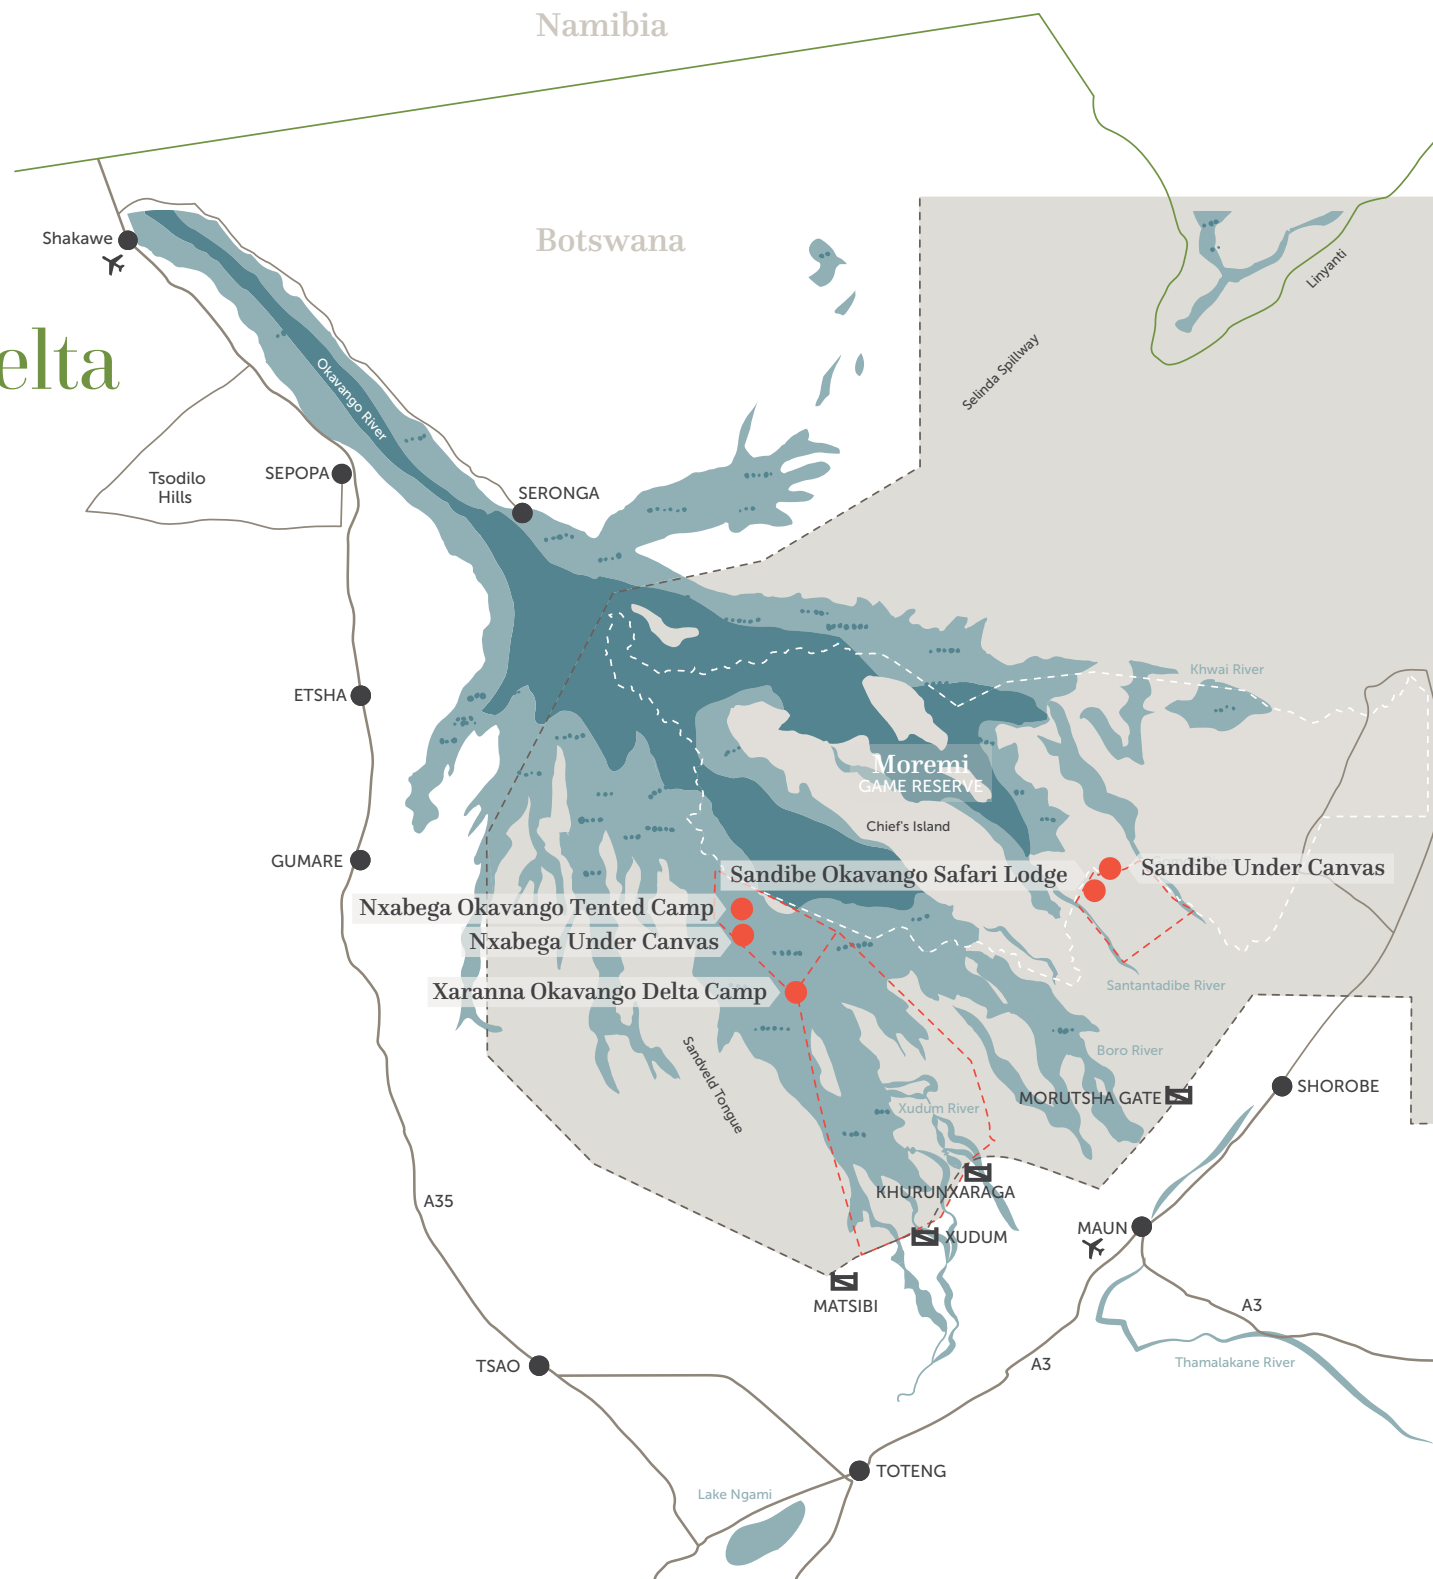 Namibia
Shakawe
Botswana
Linyanti
elta
Selinda Spillway
Okavango River
SEPOPA
Tsodilo
Hills
SERONGA
Khwai River
ETSHA
Moremi
GAME RESERVE
Chief's Island
GUMARE
Sandibe Okavango Safari Lodge
Sandibe Under Canvas
Nxabega Okavango Tented Camp
Nxabega Under Canvas
Xaranna Okavango Delta Camp
Santantadibe River
Sandveld Tongue
Boro River
MORUTSHA GATE
SHOROBE
Xudum River
KHURUNXARAGA
A35
MAUN
XUDUM
MATSIBI
A3
TSAO
A3
Thamalakane River
TOTENG
Lake Ngami